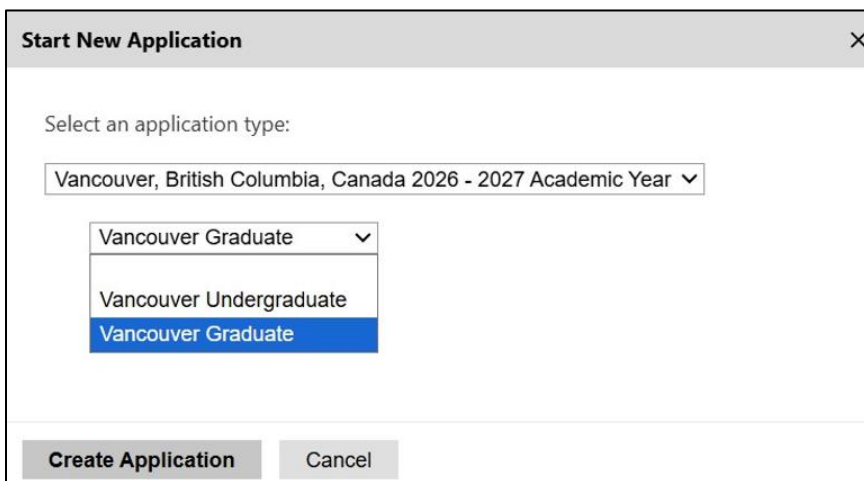 Start New Application
Select an application type:
Vancouver, British Columbia, Canada 2026 - 2027 Academic Year
Vancouver Graduate
Vancouver Undergraduate
Vancouver Graduate
Create Application Cancel